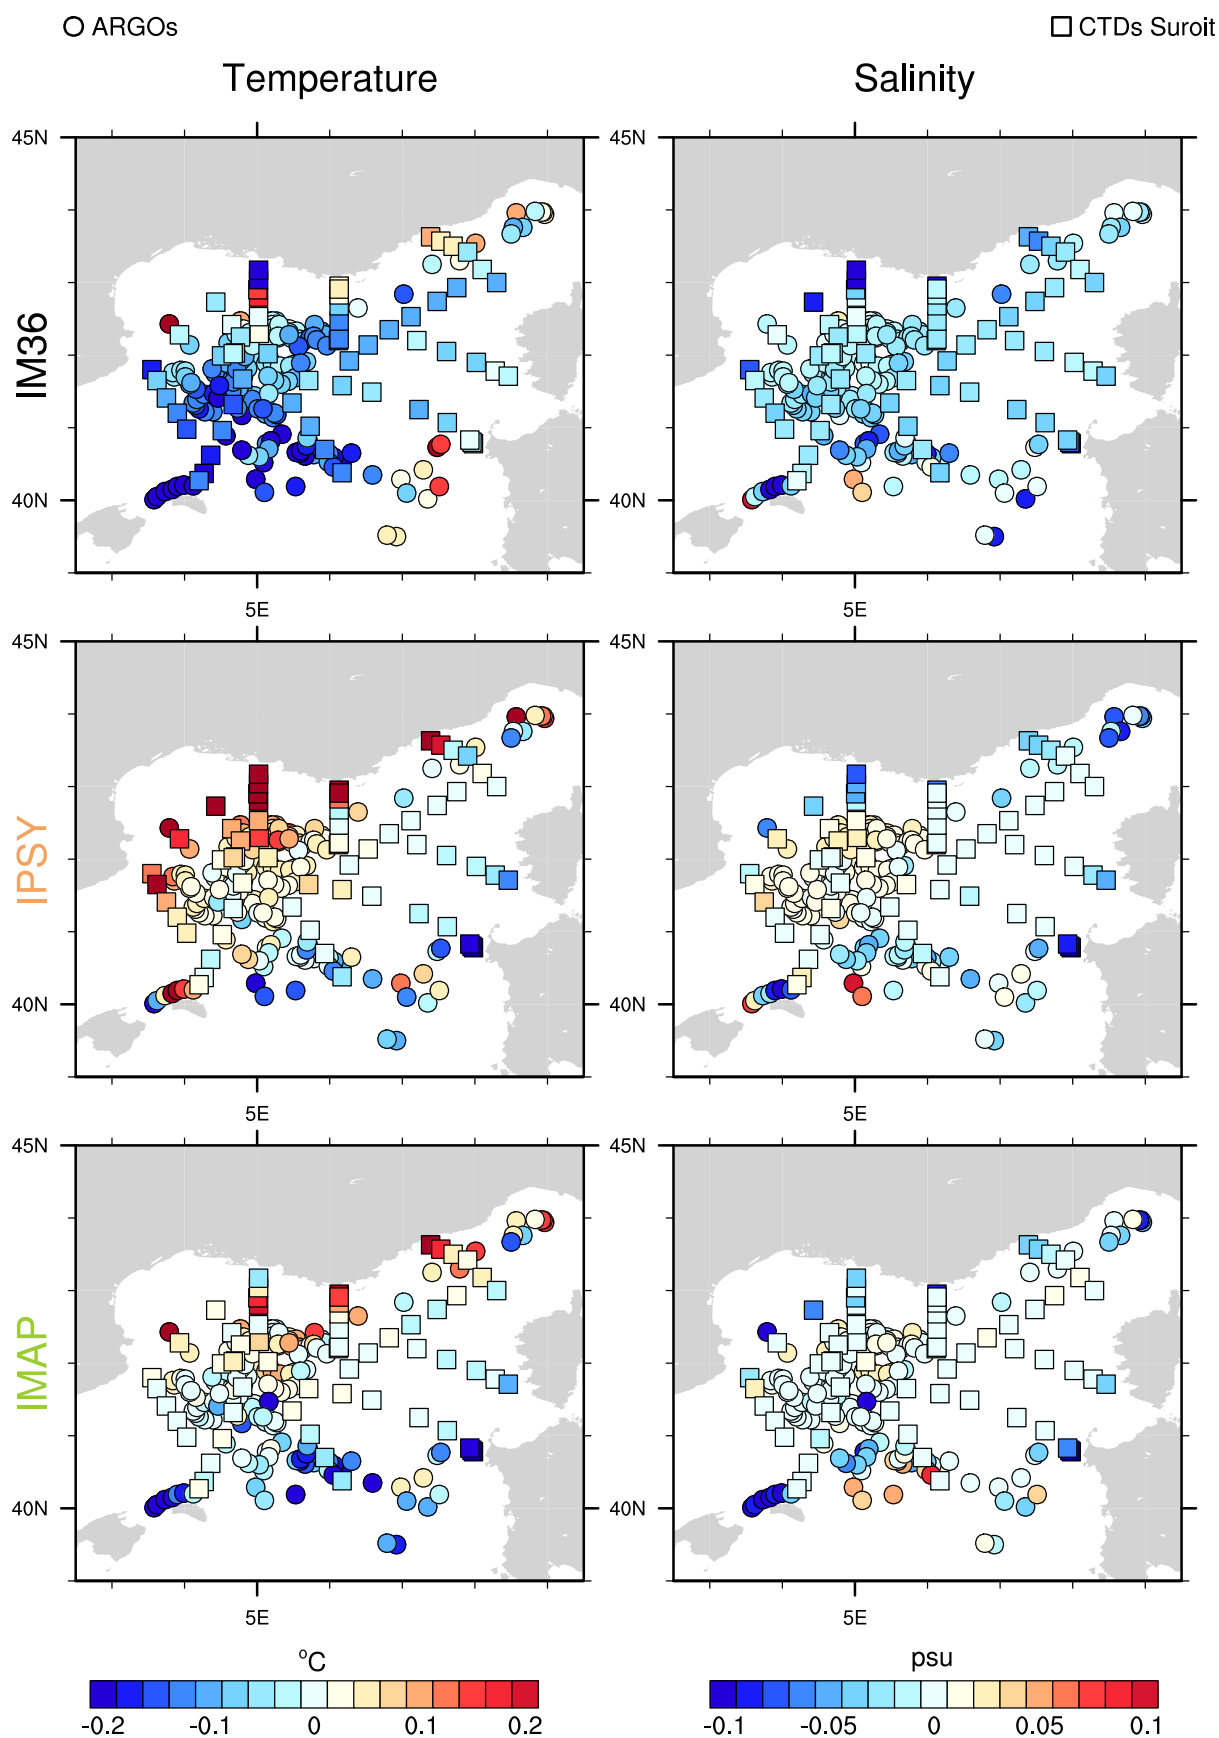 ARGOs
CTDs Suroit
Temperature
Salinity
IM36
45N
40N
5E
45N
40N
5E
IPSY
45N
40N
5E
45N
40N
5E
IMAP
45N
40N
5E
45N
40N
5E
°C
-0.2 -0.1 0 0.1 0.2
psu
-0.1 -0.05 0 0.05 0.1